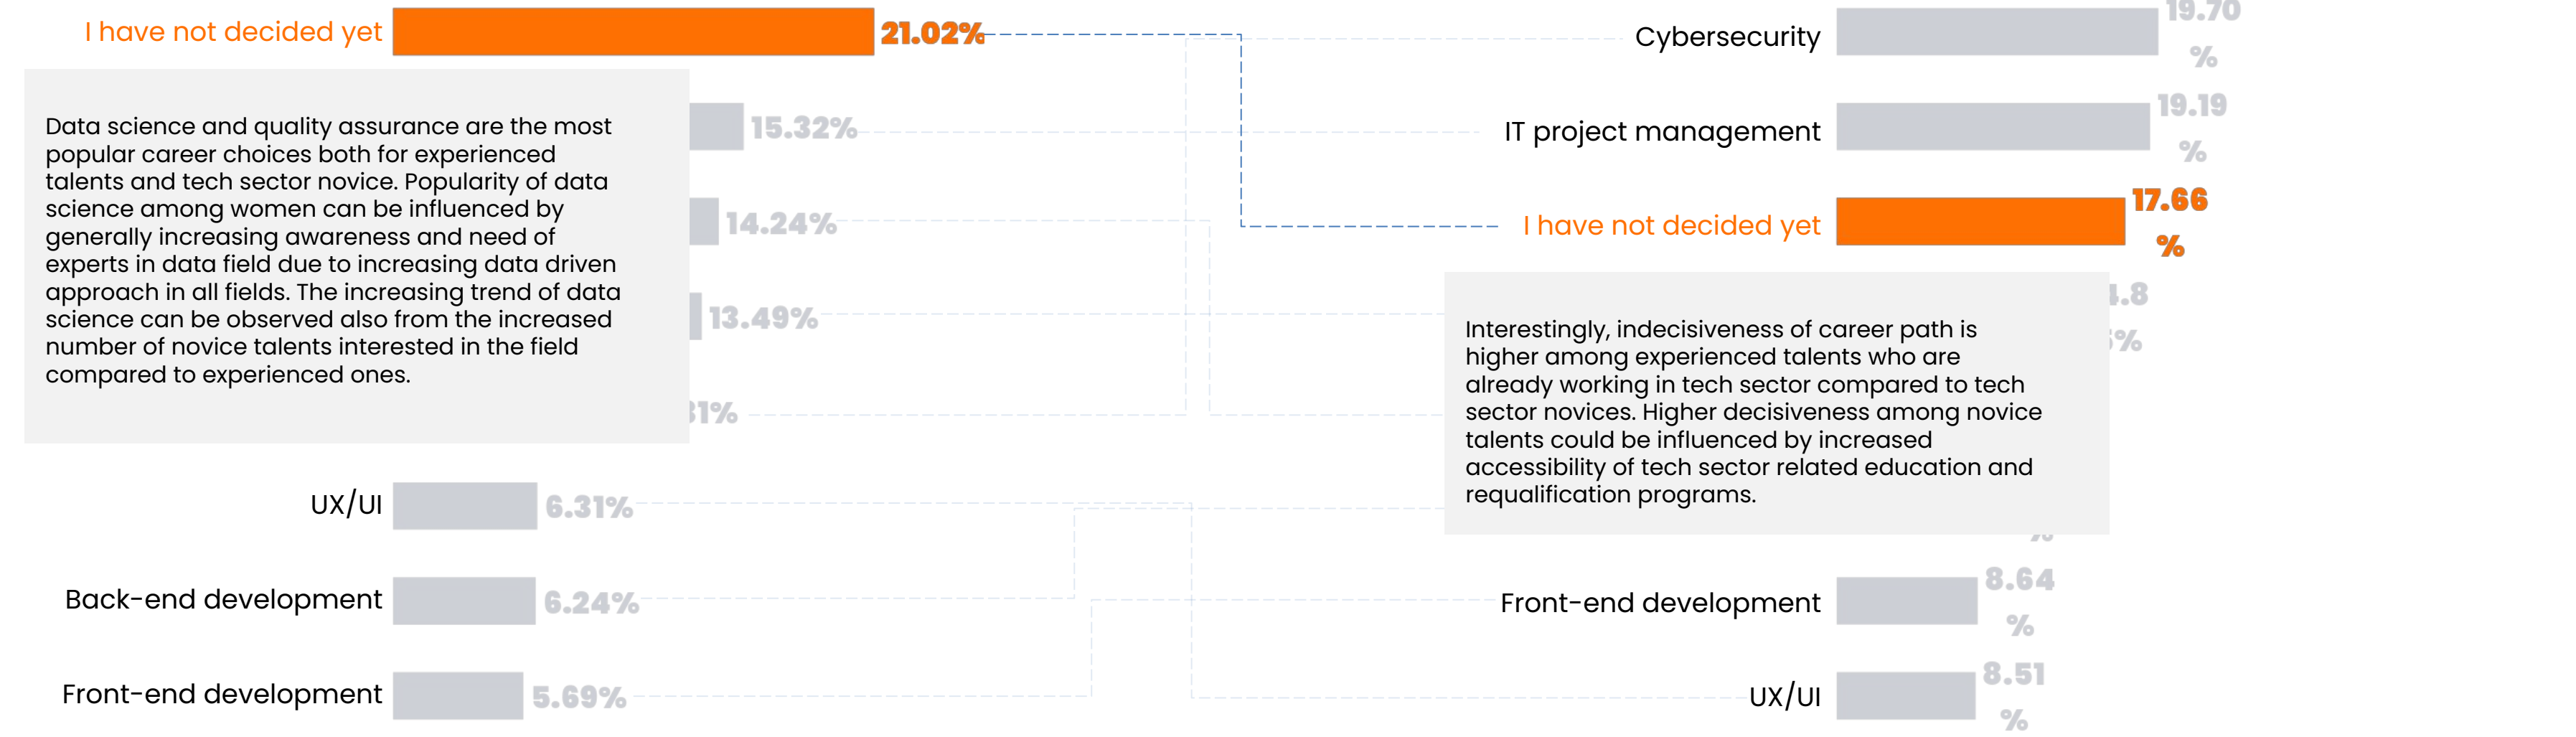 I have not decided yet 21.02%
Data science and quality assurance are the most
popular career choices both for experienced
talents and tech sector novice. Popularity of data
science among women can be influenced by
generally increasing awareness and need of
experts in data field due to increasing data driven
approach in all fields. The increasing trend of data
science can be observed also from the increased
number of novice talents interested in the field
compared to experienced ones.
15.32%
14.24%
13.49%
31%
UX/UI 6.31%
Back-end development 6.24%
Front-end development 5.69%
Cybersecurity 19.70
%
IT project management 19.19
%
I have not decided yet 17.66
%
.8
%
Interestingly, indecisiveness of career path is
higher among experienced talents who are
already working in tech sector compared to tech
sector novices. Higher decisiveness among novice
talents could be influenced by increased
accessibility of tech sector related education and
requalification programs.
%
Front-end development 8.64
%
UX/UI 8.51
%